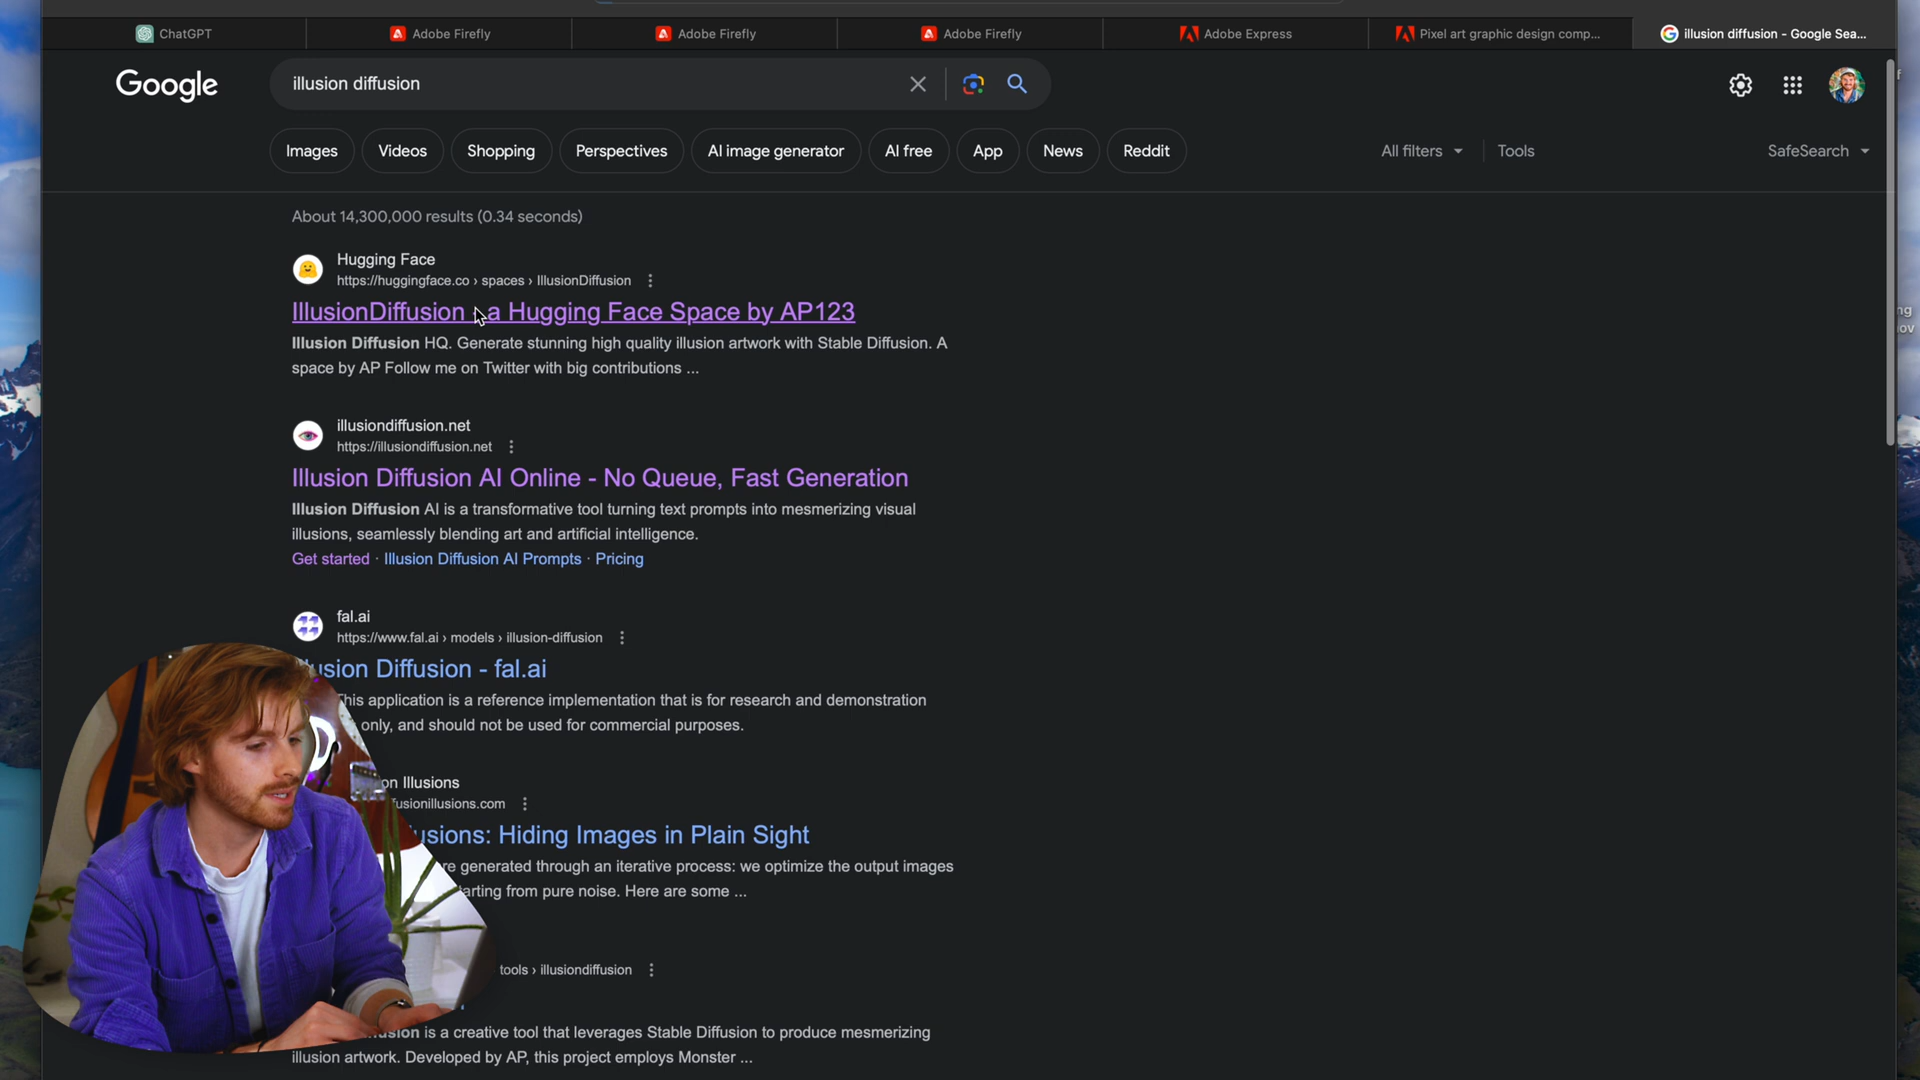 ChatGPT
Adobe Firefly
Adobe Firefly
Adobe Firefly
Adobe Express
Pixel art graphic design comp...
illusion diffusion - Google Sea...
Google
illusion diffusion
Images
Videos
Shopping
Perspectives
AI image generator
AI free
App
News
Reddit
All filters
Tools
SafeSearch
About 14,300,000 results (0.34 seconds)
Hugging Face
https://huggingface.co › spaces › IllusionDiffusion
IllusionDiffusion - a Hugging Face Space by AP123
Illusion Diffusion HQ. Generate stunning high quality illusion artwork with Stable Diffusion. A
space by AP Follow me on Twitter with big contributions ...
illusiondiffusion.net
https://illusiondiffusion.net
Illusion Diffusion AI Online - No Queue, Fast Generation
Illusion Diffusion AI is a transformative tool turning text prompts into mesmerizing visual
illusions, seamlessly blending art and artificial intelligence.
Get started · Illusion Diffusion AI Prompts · Pricing
fal.ai
https://www.fal.ai › models › illusion-diffusion
usion Diffusion - fal.ai
This application is a reference implementation that is for research and demonstration
only, and should not be used for commercial purposes.
on Illusions
fusionillusions.com
usions: Hiding Images in Plain Sight
re generated through an iterative process: we optimize the output images
arting from pure noise. Here are some ...
tools › illusiondiffusion
usion is a creative tool that leverages Stable Diffusion to produce mesmerizing
illusion artwork. Developed by AP, this project employs Monster ...
ng
ov